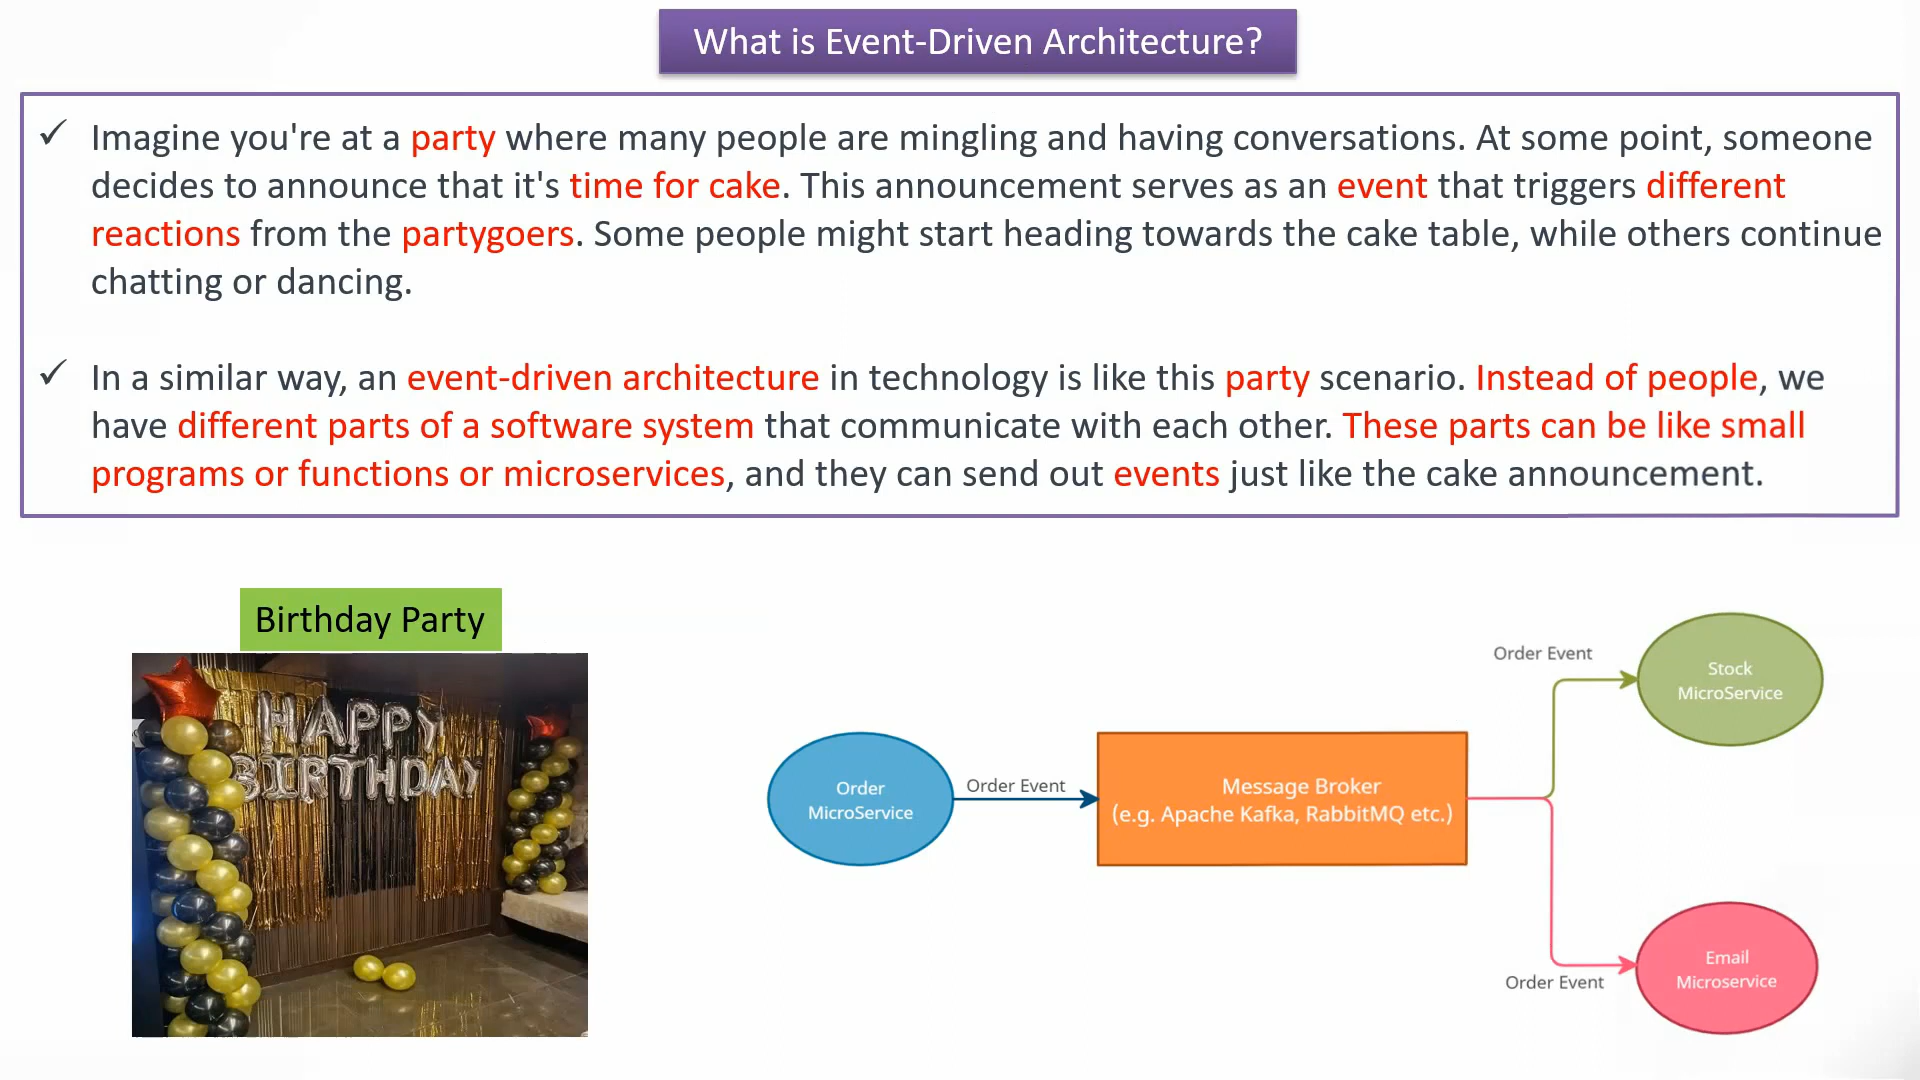 What is Event-Driven Architecture?
✓ Imagine you're at a party where many people are mingling and having conversations. At some point, someone
decides to announce that it's time for cake. This announcement serves as an event that triggers different
reactions from the partygoers. Some people might start heading towards the cake table, while others continue
chatting or dancing.
✓ In a similar way, an event-driven architecture in technology is like this party scenario. Instead of people, we
have different parts of a software system that communicate with each other. These parts can be like small
programs or functions or microservices, and they can send out events just like the cake announcement.
Birthday Party
HAPPY
BIRTHDAY
Order
MicroService
Order Event
Message Broker
(e.g. Apache Kafka, RabbitMQ etc.)
Order Event
Stock
MicroService
Order Event
Email
Microservice